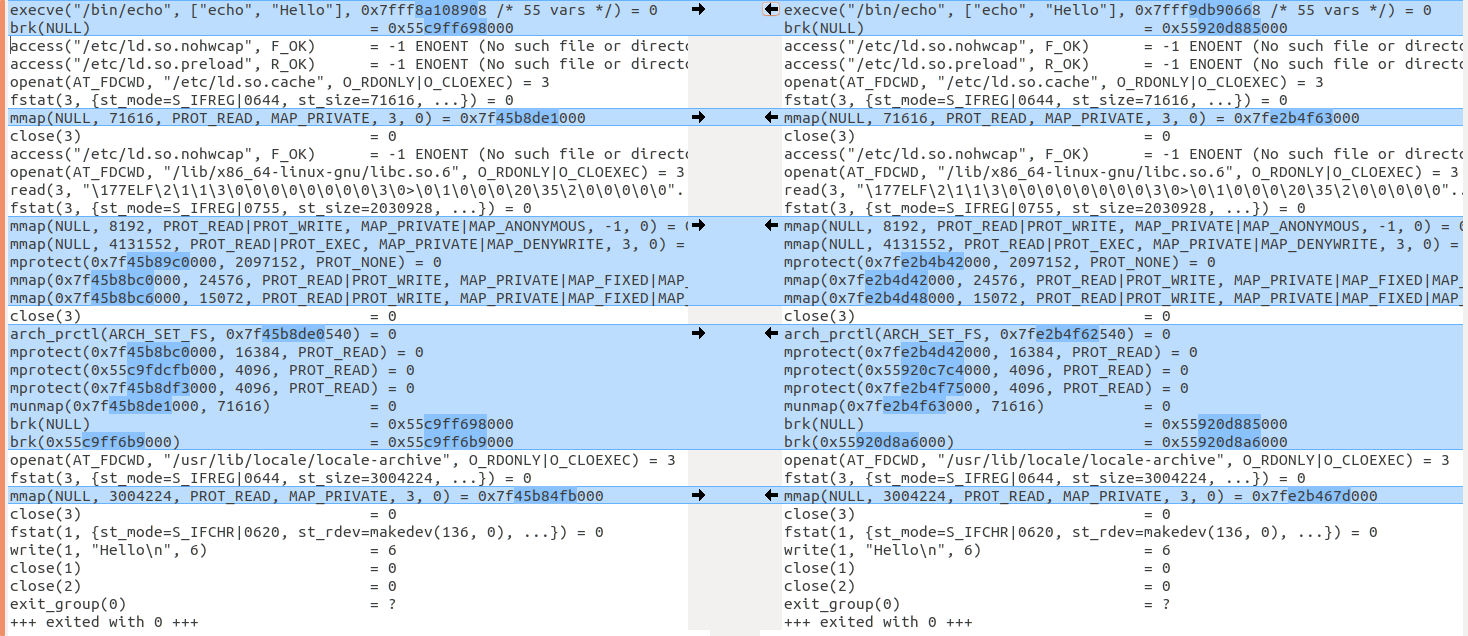 execve("/bin/echo", ["echo", "Hello"], 0x7fff8a108908 /* 55 vars */) = 0
brk(NULL) = 0x55c9ff698000
access("/etc/ld.so.nohwcap", F_OK) = -1 ENOENT (No such file or directo
access("/etc/ld.so.preload", R_OK) = -1 ENOENT (No such file or directo
openat(AT_FDCWD, "/etc/ld.so.cache", O_RDONLY|O_CLOEXEC) = 3
fstat(3, {st_mode=S_IFREG|0644, st_size=71616, ...}) = 0
mmap(NULL, 71616, PROT_READ, MAP_PRIVATE, 3, 0) = 0x7f45b8de1000
close(3) = 0
access("/etc/ld.so.nohwcap", F_OK) = -1 ENOENT (No such file or directo
openat(AT_FDCWD, "/lib/x86_64-linux-gnu/libc.so.6", O_RDONLY|O_CLOEXEC) = 3
read(3, "\177ELF\2\1\1\3\0\0\0\0\0\0\0\0\3\0>\0\1\0\0\0\20\35\2\0\0\0\0\0"..
fstat(3, {st_mode=S_IFREG|0755, st_size=2030928, ...}) = 0
mmap(NULL, 8192, PROT_READ|PROT_WRITE, MAP_PRIVATE|MAP_ANONYMOUS, -1, 0) = 
mmap(NULL, 4131552, PROT_READ|PROT_EXEC, MAP_PRIVATE|MAP_DENYWRITE, 3, 0) =
mprotect(0x7f45b89c0000, 2097152, PROT_NONE) = 0
mmap(0x7f45b8bc0000, 24576, PROT_READ|PROT_WRITE, MAP_PRIVATE|MAP_FIXED|MAP_
mmap(0x7f45b8bc6000, 15072, PROT_READ|PROT_WRITE, MAP_PRIVATE|MAP_FIXED|MAP_
close(3) = 0
arch_prctl(ARCH_SET_FS, 0x7f45b8de0540) = 0
mprotect(0x7f45b8bc0000, 16384, PROT_READ) = 0
mprotect(0x55c9fdcfb000, 4096, PROT_READ) = 0
mprotect(0x7f45b8df3000, 4096, PROT_READ) = 0
munmap(0x7f45b8de1000, 71616) = 0
brk(NULL) = 0x55c9ff698000
brk(0x55c9ff6b9000) = 0x55c9ff6b9000
openat(AT_FDCWD, "/usr/lib/locale/locale-archive", O_RDONLY|O_CLOEXEC) = 3
fstat(3, {st_mode=S_IFREG|0644, st_size=3004224, ...}) = 0
mmap(NULL, 3004224, PROT_READ, MAP_PRIVATE, 3, 0) = 0x7f45b84fb000
close(3) = 0
fstat(1, {st_mode=S_IFCHR|0620, st_rdev=makedev(136, 0), ...}) = 0
write(1, "Hello\n", 6) = 6
close(1) = 0
close(2) = 0
exit_group(0) = ?
+++ exited with 0 +++
execve("/bin/echo", ["echo", "Hello"], 0x7fff9db90668 /* 55 vars */) = 0
brk(NULL) = 0x55920d885000
access("/etc/ld.so.nohwcap", F_OK) = -1 ENOENT (No such file or directo
access("/etc/ld.so.preload", R_OK) = -1 ENOENT (No such file or directo
openat(AT_FDCWD, "/etc/ld.so.cache", O_RDONLY|O_CLOEXEC) = 3
fstat(3, {st_mode=S_IFREG|0644, st_size=71616, ...}) = 0
mmap(NULL, 71616, PROT_READ, MAP_PRIVATE, 3, 0) = 0x7fe2b4f63000
close(3) = 0
access("/etc/ld.so.nohwcap", F_OK) = -1 ENOENT (No such file or directo
openat(AT_FDCWD, "/lib/x86_64-linux-gnu/libc.so.6", O_RDONLY|O_CLOEXEC) = 3
read(3, "\177ELF\2\1\1\3\0\0\0\0\0\0\0\0\3\0>\0\1\0\0\0\20\35\2\0\0\0\0\0"..
fstat(3, {st_mode=S_IFREG|0755, st_size=2030928, ...}) = 0
mmap(NULL, 8192, PROT_READ|PROT_WRITE, MAP_PRIVATE|MAP_ANONYMOUS, -1, 0) = 
mmap(NULL, 4131552, PROT_READ|PROT_EXEC, MAP_PRIVATE|MAP_DENYWRITE, 3, 0) =
mprotect(0x7fe2b4b42000, 2097152, PROT_NONE) = 0
mmap(0x7fe2b4d42000, 24576, PROT_READ|PROT_WRITE, MAP_PRIVATE|MAP_FIXED|MAP_
mmap(0x7fe2b4d48000, 15072, PROT_READ|PROT_WRITE, MAP_PRIVATE|MAP_FIXED|MAP_
close(3) = 0
arch_prctl(ARCH_SET_FS, 0x7fe2b4f62540) = 0
mprotect(0x7fe2b4d42000, 16384, PROT_READ) = 0
mprotect(0x55920c7c4000, 4096, PROT_READ) = 0
mprotect(0x7fe2b4f75000, 4096, PROT_READ) = 0
munmap(0x7fe2b4f63000, 71616) = 0
brk(NULL) = 0x55920d885000
brk(0x55920d8a6000) = 0x55920d8a6000
openat(AT_FDCWD, "/usr/lib/locale/locale-archive", O_RDONLY|O_CLOEXEC) = 3
fstat(3, {st_mode=S_IFREG|0644, st_size=3004224, ...}) = 0
mmap(NULL, 3004224, PROT_READ, MAP_PRIVATE, 3, 0) = 0x7fe2b467d000
close(3) = 0
fstat(1, {st_mode=S_IFCHR|0620, st_rdev=makedev(136, 0), ...}) = 0
write(1, "Hello\n", 6) = 6
close(1) = 0
close(2) = 0
exit_group(0) = ?
+++ exited with 0 +++